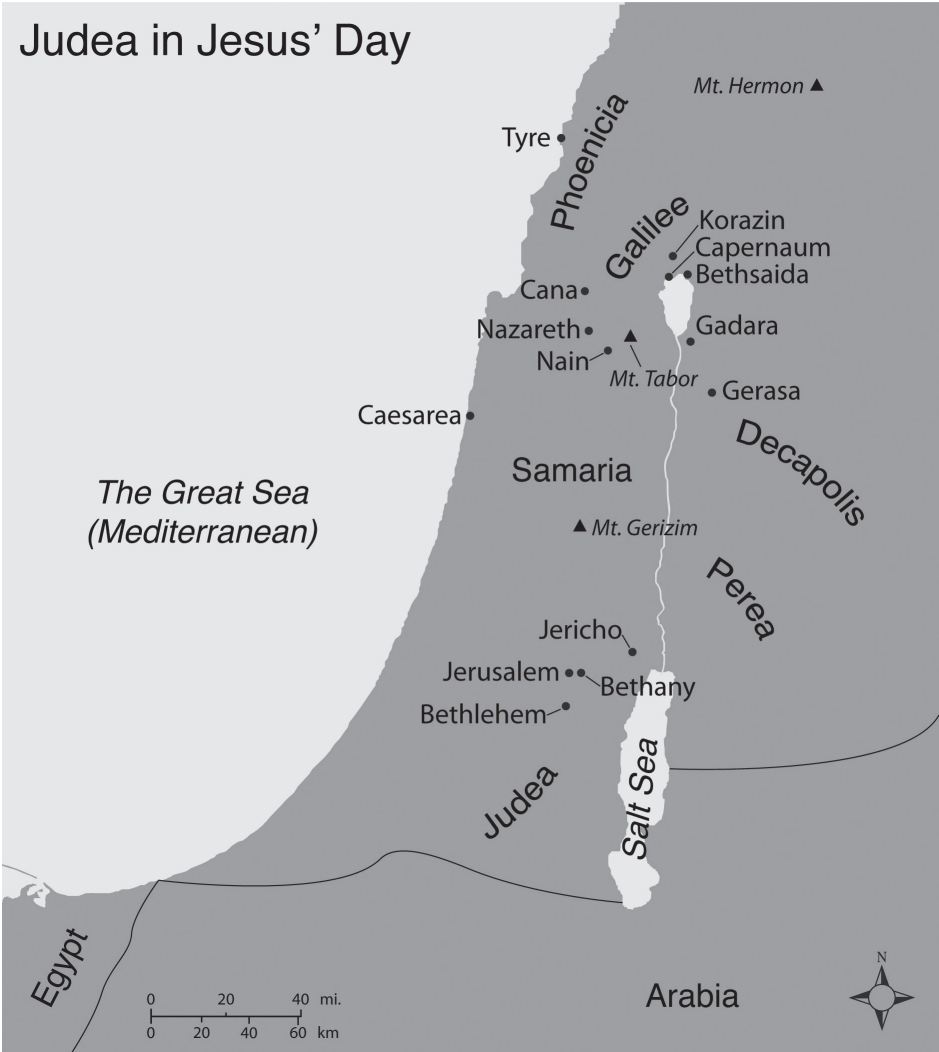 Judea in Jesus’ Day
Mt. Hermon
Phoenicia
Tyre
Galilee
Korazin
Capernaum
Bethsaida
Cana
Nazareth
Gadara
Nain
Mt. Tabor
Gerasa
Caesarea
Decapolis
Samaria
The Great Sea
(Mediterranean)
Mt. Gerizim
Perea
Jericho
Jerusalem
Bethany
Bethlehem
Judea
Salt Sea
Egypt
Arabia
N
0 20 40 mi.
0 20 40 60 km